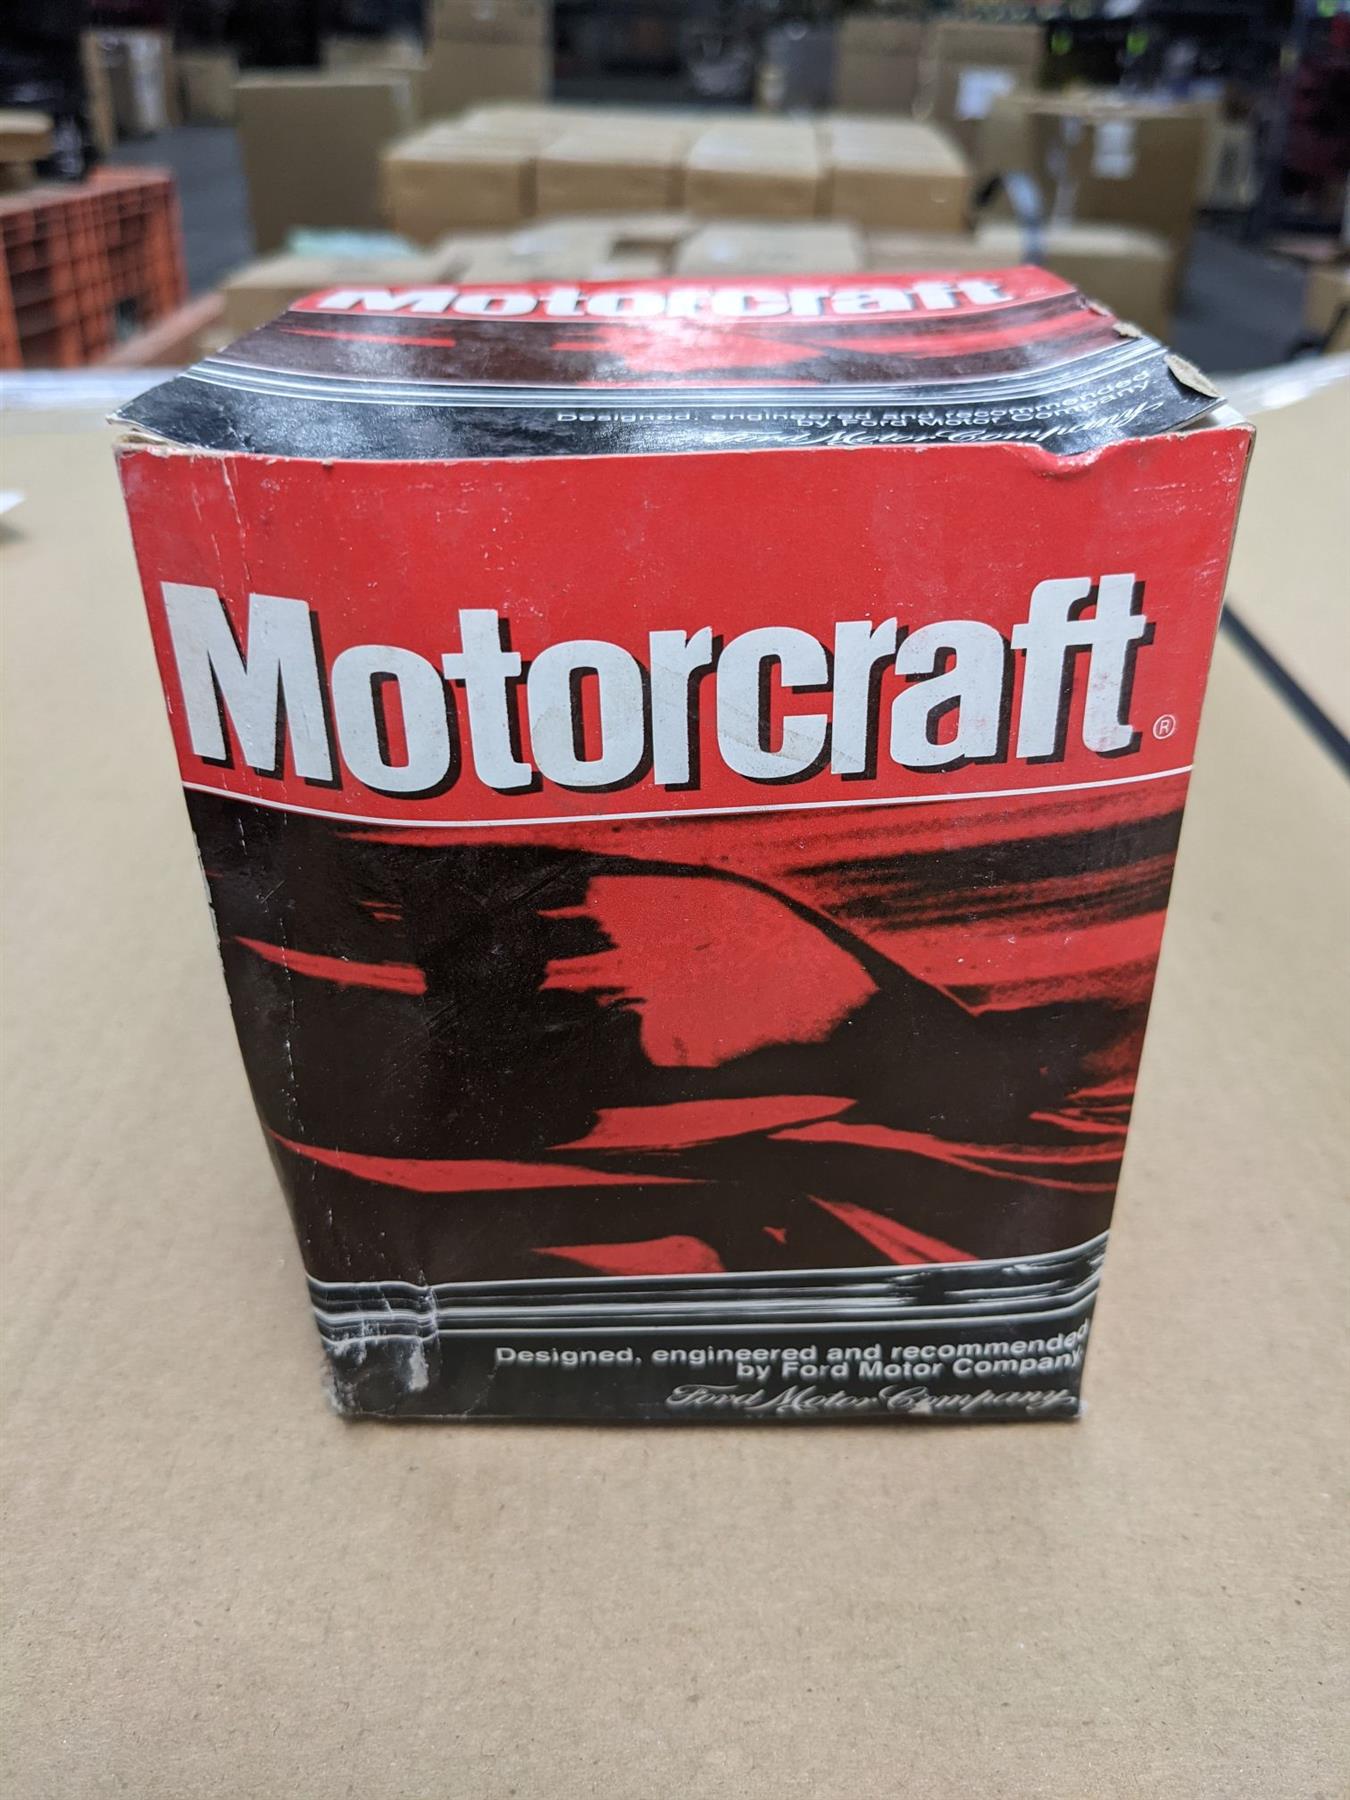 Motorcraft
Designed, engineered and recommended
by Ford Motor Company
Ford Motor Company
Motorcraft®
Designed, engineered and recommended
by Ford Motor Company
Ford Motor Company